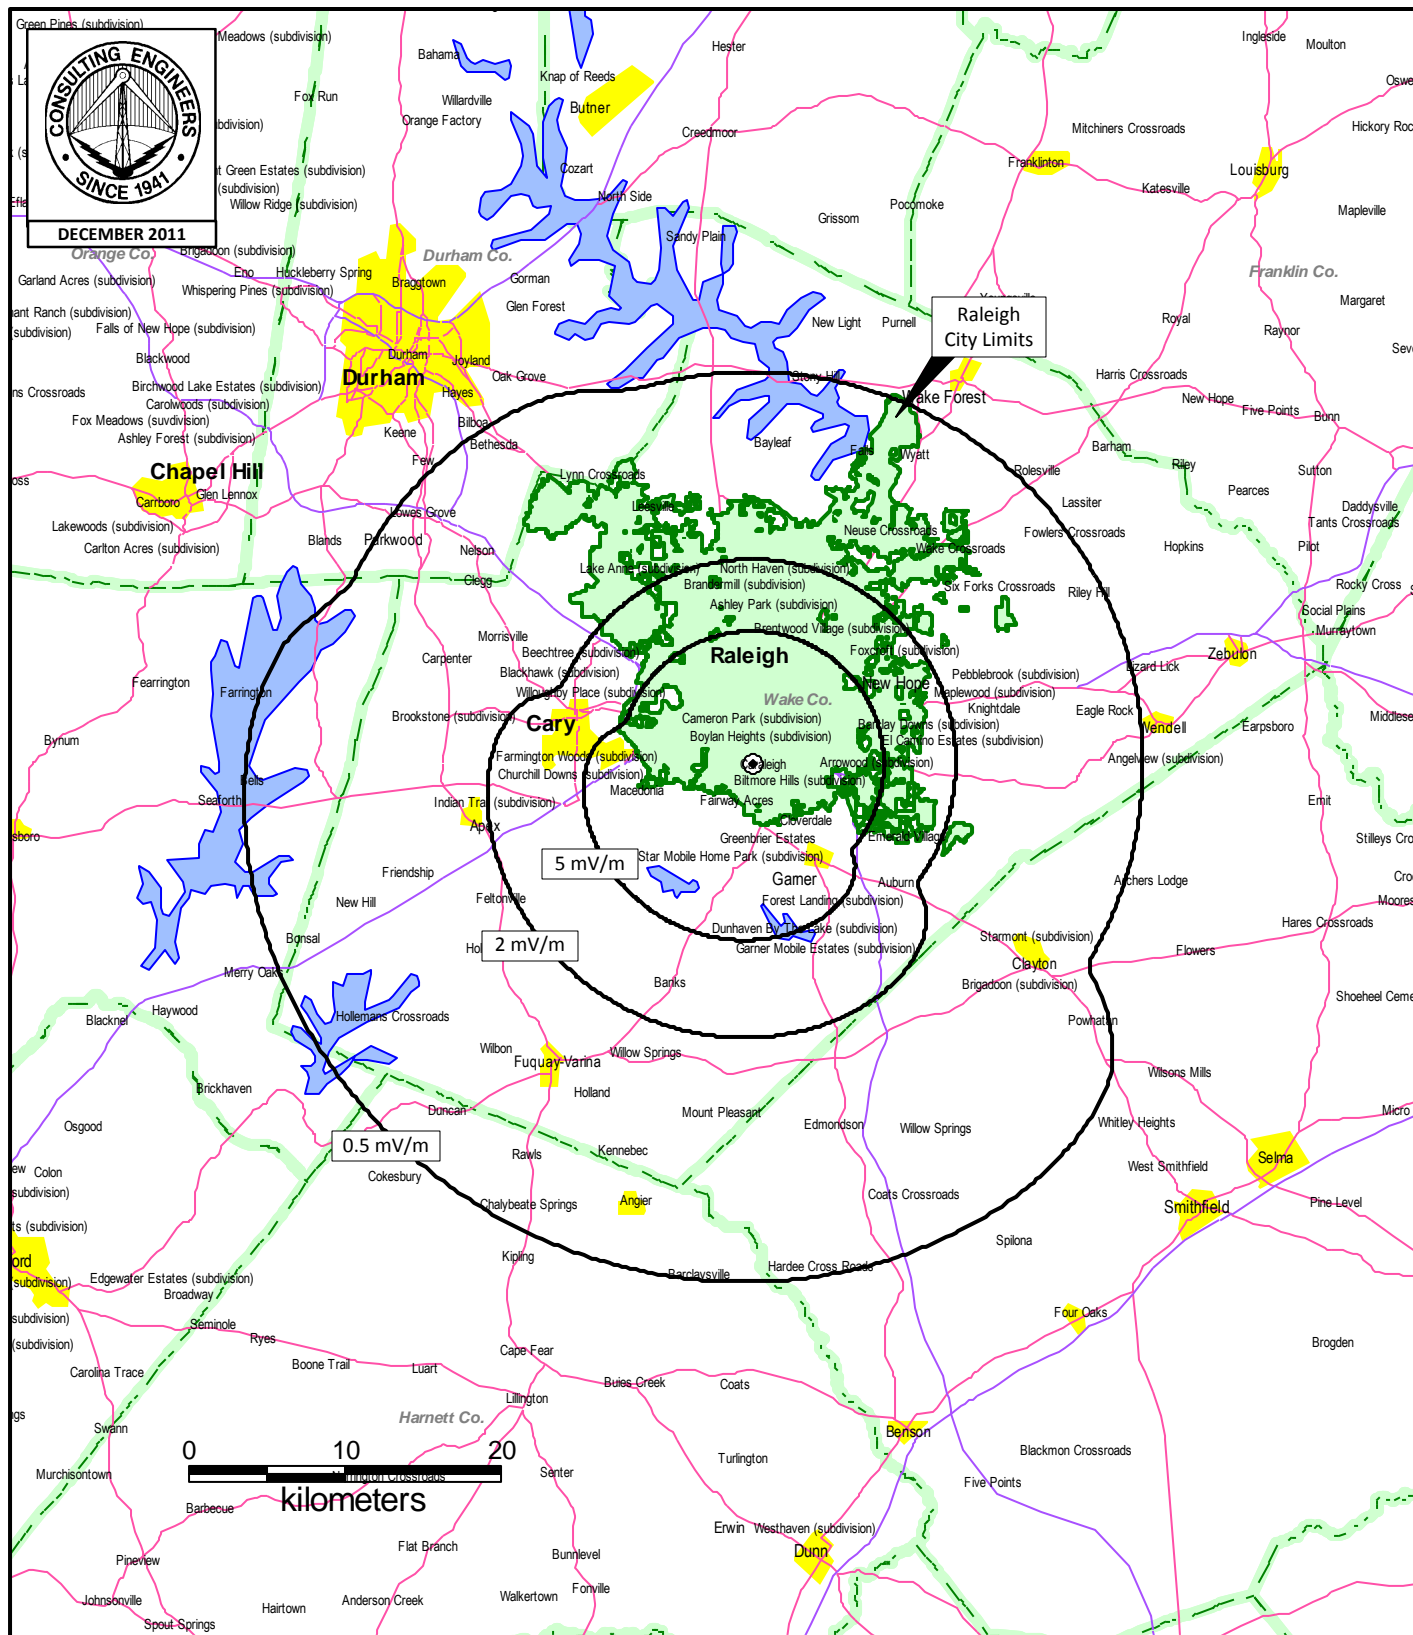 Green Pines (subdivision)
Meadows (subdivision)
Bahama
Hester
Ingleside
Moulton
CONSULTING ENGINEERS
SINCE 1941
DECEMBER 2011
Knap of Reeds
Butner
Fox Run
Willardville
Orange Factory
Creedmoor
Mitchiners Crossroads
Franklinton
Louisburg
Katesville
Mapleville
Green Estates (subdivision)
(subdivision)
Willow Ridge (subdivision)
Cozart
North Side
Grissom
Pocomoke
Sandy Plain
Orange Co.
Brigadoon (subdivision)
Durham Co.
Franklin Co.
Garland Acres (subdivision)
Eno
Huckleberry Spring
Whispering Pines (subdivision)
Braggtown
Gorman
Glen Forest
Margaret
Falls of New Hope (subdivision)
Blackwood
New Light
Purnell
Raleigh
City Limits
Royal
Raynor
Durham
Joyland
Durham
Oak Grove
Hayes
Stony Hill
Harris Crossroads
Birchwood Lake Estates (subdivision)
Carolwoods (subdivision)
Fox Meadows (suvdivision)
Ashley Forest (subdivision)
Wake Forest
New Hope
Five Points
Bunn
Bilboa
Keene
Bethesda
Few
Bayleaf
Falls
Wyatt
Barham
Chapel Hill
Carrboro
Glen Lennox
Lynn Crossroads
Rolesville
Riley
Sutton
Pearces
Lakewoods (subdivision)
Carlton Acres (subdivision)
Lowes Grove
Blands
Parkwood
Leesville
Lassiter
Daddysville
Tants Crossroads
Neuse Crossroads
Fowlers Crossroads
Wake Crossroads
Hopkins
Pilot
Nelson
Clegg
Lake Anne (subdivision)
North Haven (subdivision)
Brandermill (subdivision)
Ashley Park (subdivision)
Six Forks Crossroads
Riley Hill
Rocky Cross
Social Plains
Murraytown
Morrisville
Brentwood Village (subdivision)
Carpenter
Beechtree (subdivision)
Raleigh
Foxcroft (subdivision)
Zebulon
Blackhawk (subdivision)
Lizard Lick
Fearrington
Farrington
Willoughby Place (subdivision)
New Hope
Pebblebrook (subdivision)
Maplewood (subdivision)
Wake Co.
Knightdale
Eagle Rock
Brookstone (subdivision)
Cary
Cameron Park (subdivision)
Boylan Heights (subdivision)
Barclay Downs (subdivision)
El Camino Estates (subdivision)
Wendell
Earpsboro
Bynum
Farmington Woods (subdivision)
Churchill Downs (subdivision)
Caraleigh
Arrowood (subdivision)
Biltmore Hills (subdivision)
Angelview (subdivision)
Bells
Seaforth
Macedonia
Fairway Acres
Indian Trail (subdivision)
Apex
Cloverdale
Emit
Greenbrier Estates
Emerald Village
Stilleys
Star Mobile Home Park (subdivision)
5 mV/m
Garner
Auburn
Archers Lodge
Friendship
Feltonville
New Hill
Forest Landing (subdivision)
Dunhaven By The Lake (subdivision)
Garner Mobile Estates (subdivision)
Hares Crossroads
Bonsal
2 mV/m
Starmont (subdivision)
Clayton
Flowers
Merry Oaks
Banks
Brigadoon (subdivision)
Haywood
Blacknel
Hollemans Crossroads
Powhatan
Wilbon
Fuquay-Varina
Willow Springs
Brickhaven
Holland
Wilsons Mills
Duncan
Mount Pleasant
Edmondson
Willow Springs
Whitley Heights
Micro
Osgood
0.5 mV/m
Rawls
Kennebec
Selma
Colon
Cokesbury
West Smithfield
Chalybeate Springs
Angier
Coats Crossroads
Smithfield
Pine Level
Kipling
Spilona
Barclaysville
Hardee Cross Roads
Edgewater Estates (subdivision)
Broadway
Seminole
Ryes
Four Oaks
Brogden
Carolina Trace
Boone Trail
Luart
Cape Fear
Buies Creek
Coats
Lillington
Swann
Harnett Co.
Benson
0 10 20
kilometers
Blackmon Crossroads
Murchisontown
Senter
Turlington
Five Points
Barbecue
Erwin
Westhaven (subdivision)
Dunn
Flat Branch
Pineview
Bunnlevel
Johnsonville
Hairtown
Anderson Creek
Walkertown
Fonville
Spout Springs